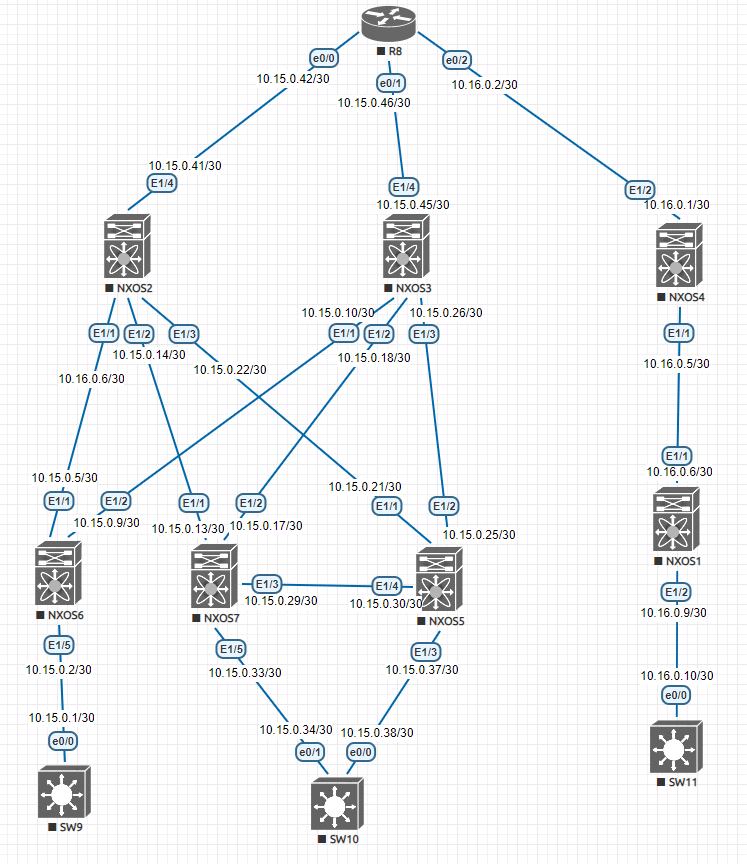 R8
e0/0
e0/2
10.15.0.42/30
e0/1
10.16.0.2/30
10.15.0.46/30
10.15.0.41/30
E1/4
E1/4
E1/2
10.15.0.45/30
10.16.0.1/30
NXOS2
NXOS3
NXOS4
10.15.0.10/30
10.15.0.26/30
E1/1
E1/2
E1/3
E1/1
E1/2
E1/3
E1/1
10.15.0.14/30
10.15.0.18/30
10.15.0.22/30
10.16.0.5/30
10.16.0.6/30
E1/1
10.15.0.5/30
10.16.0.6/30
10.15.0.21/30
E1/1
E1/2
E1/1
E1/2
E1/1
E1/2
10.15.0.9/30
10.15.0.13/30
10.15.0.17/30
10.15.0.25/30
NXOS1
E1/3
E1/4
E1/2
10.15.0.29/30
10.15.0.30/30
10.16.0.9/30
NXOS6
NXOS7
NXOS5
E1/5
E1/5
E1/3
10.15.0.2/30
10.15.0.33/30
10.15.0.37/30
10.16.0.10/30
e0/0
10.15.0.1/30
10.15.0.34/30
10.15.0.38/30
e0/0
e0/1
e0/0
SW11
SW9
SW10